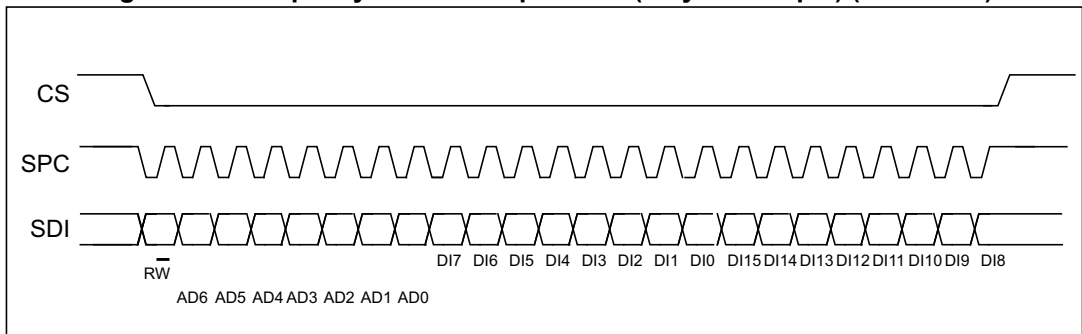 CS
SPC
SDI
RW
DI7 DI6 DI5 DI4 DI3 DI2 DI1 DI0 DI15 DI14 DI13 DI12 DI11 DI10 DI9 DI8
AD6 AD5 AD4 AD3 AD2 AD1 AD0